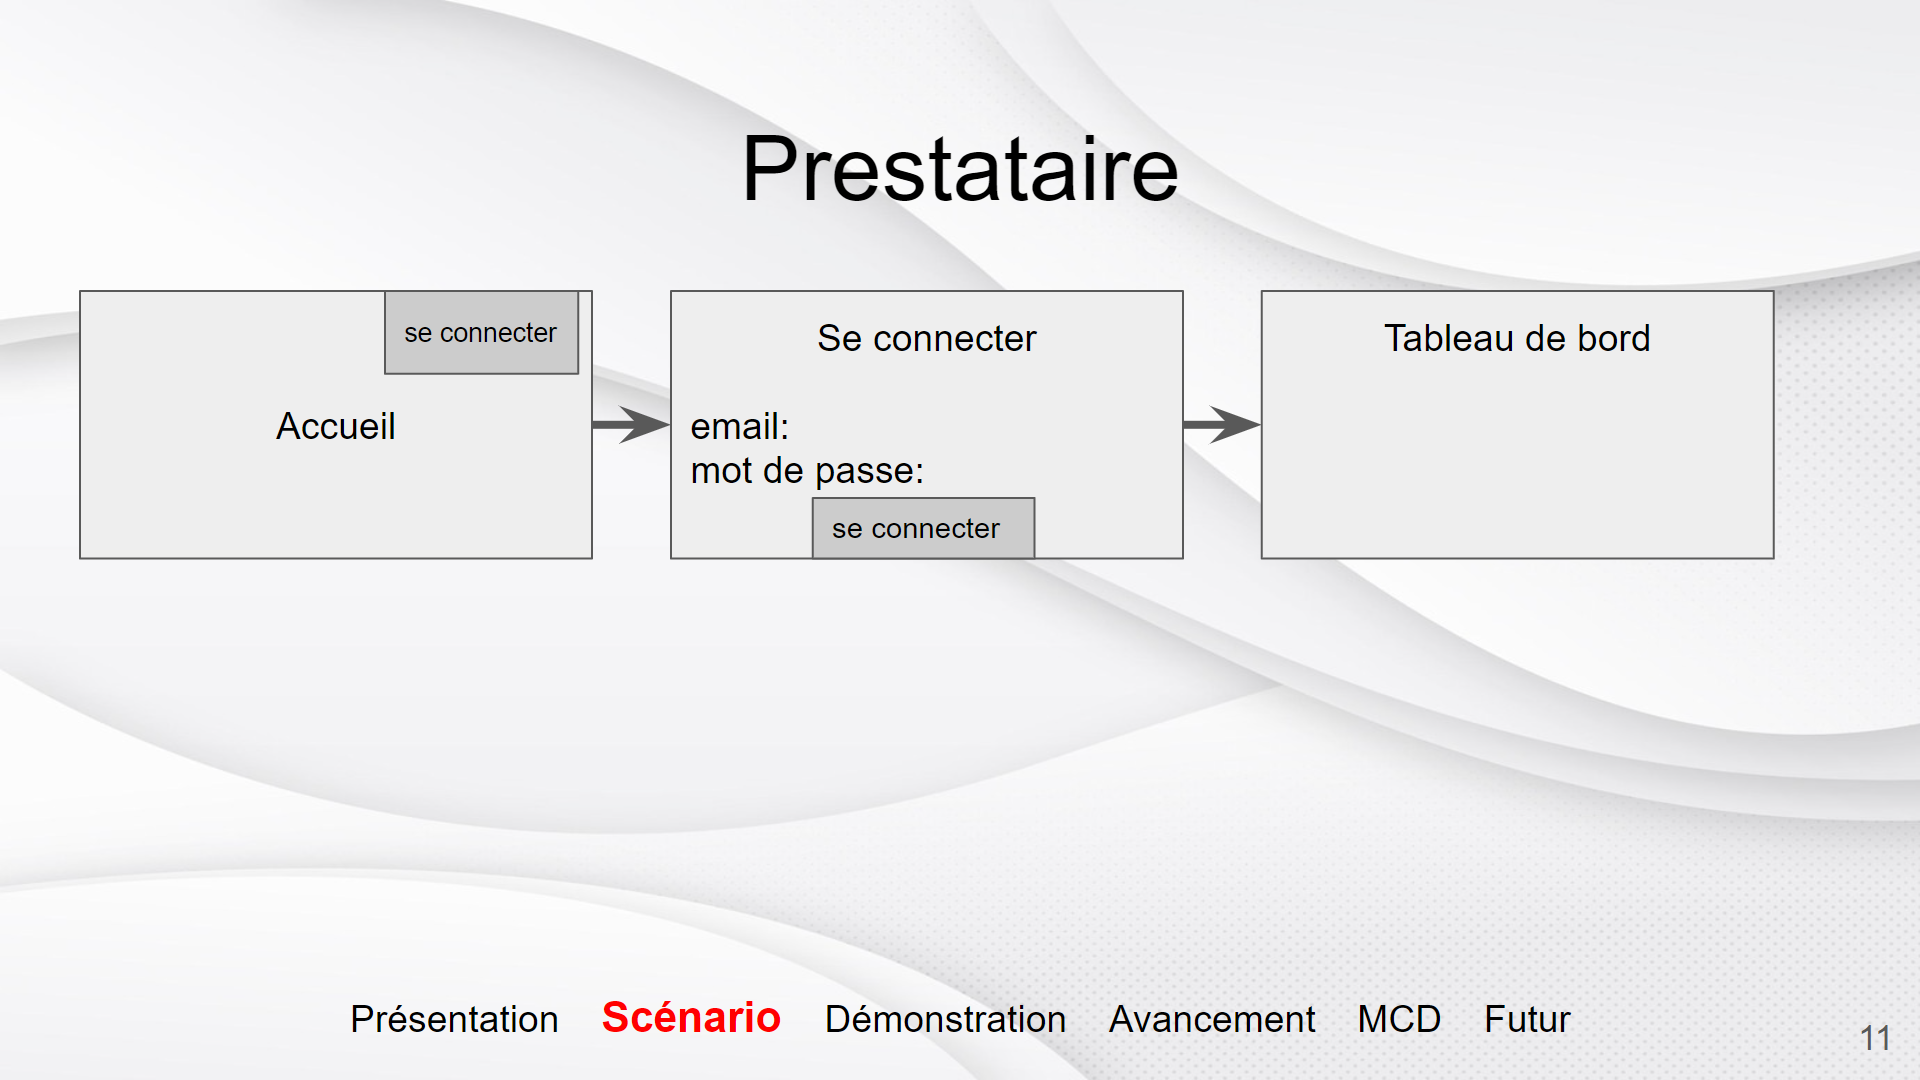 Prestataire
se connecter
Accueil
Se connecter
email:
mot de passe:
se connecter
Tableau de bord
Présentation Scénario Démonstration Avancement MCD Futur
11